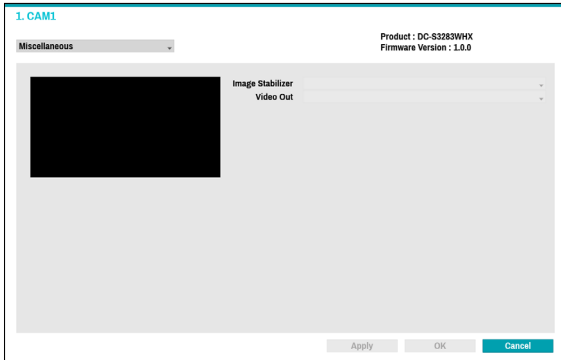 1. CAM1
Miscellaneous
Product : DC-S3283WHX
Firmware Version : 1.0.0
Image Stabilizer
Video Out
Apply
OK
Cancel